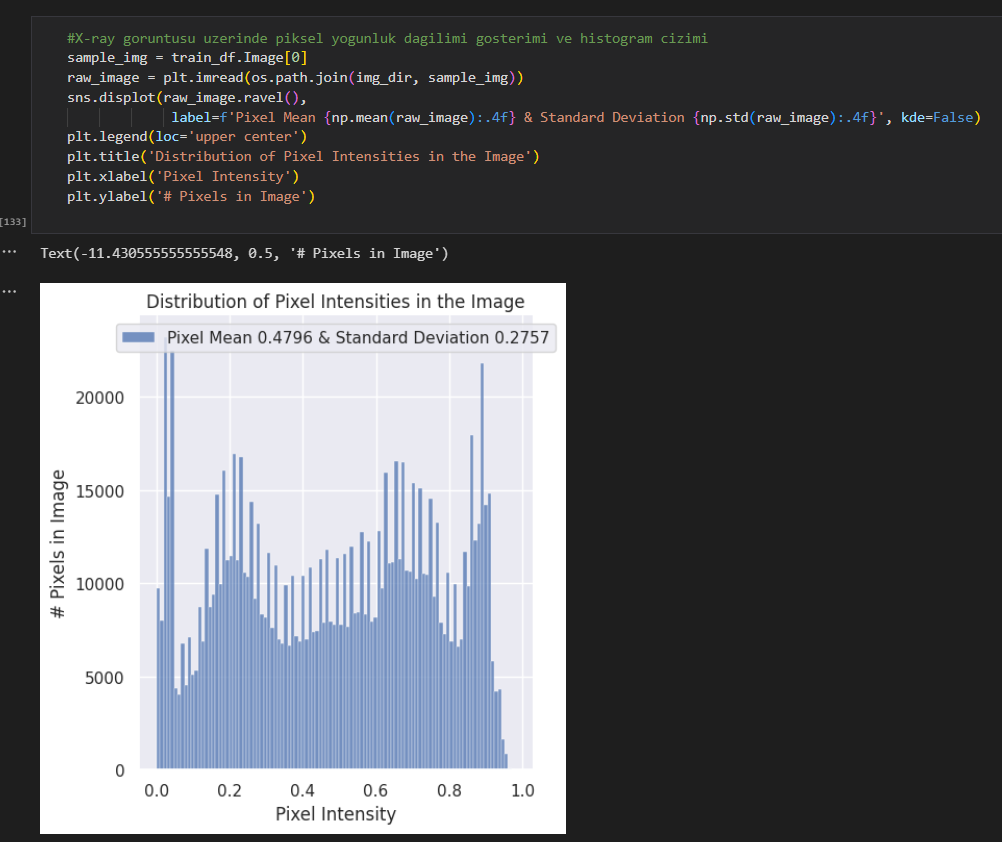 #X-ray goruntusu uzerinde piksel yogunluk dagilimi gosterimi ve histogram cizimi
sample_img = train_df.Image[0]
raw_image = plt.imread(os.path.join(img_dir, sample_img))
sns.displot(raw_image.ravel(),
            label=f'Pixel Mean {np.mean(raw_image):.4f} & Standard Deviation {np.std(raw_image):.4f}', kde=False)
plt.legend(loc='upper center')
plt.title('Distribution of Pixel Intensities in the Image')
plt.xlabel('Pixel Intensity')
plt.ylabel('# Pixels in Image')
[133]
... Text(-11.430555555555548, 0.5, '# Pixels in Image')
...
Distribution of Pixel Intensities in the Image
Pixel Mean 0.4796 & Standard Deviation 0.2757
# Pixels in Image
20000
15000
10000
5000
0
0.0 0.2 0.4 0.6 0.8 1.0
Pixel Intensity